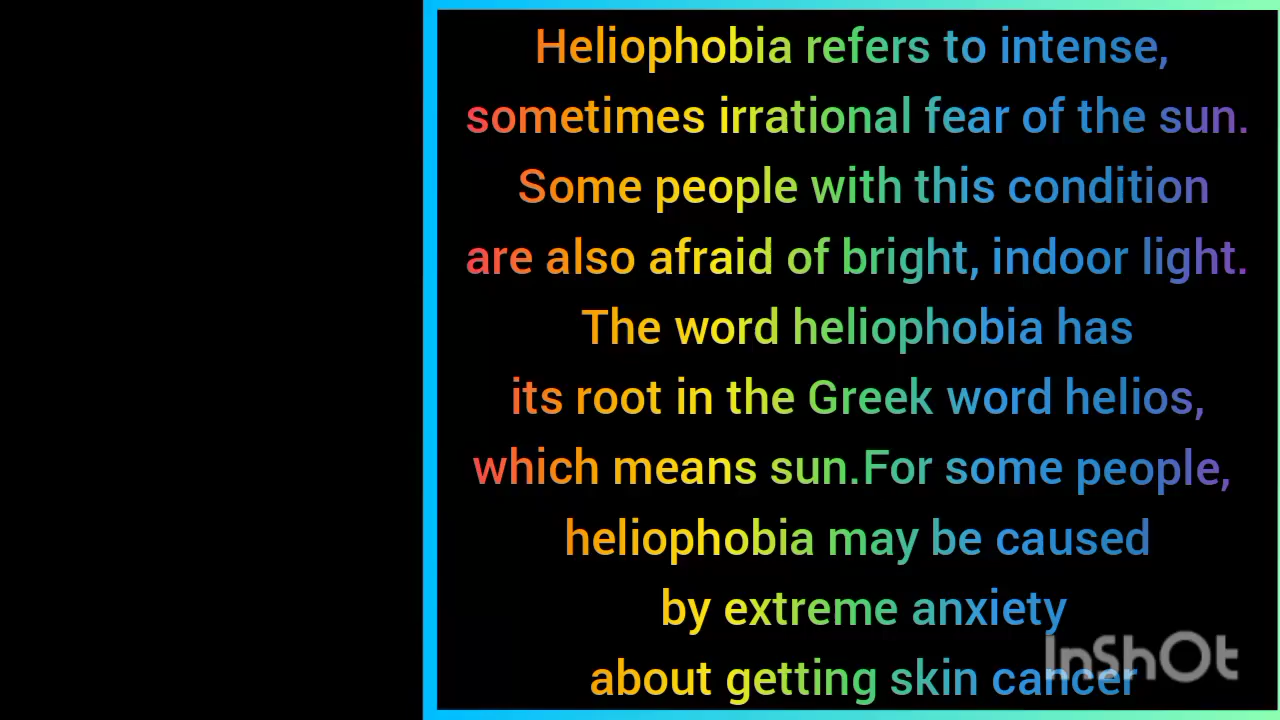 Heliophobia refers to intense,
sometimes irrational fear of the sun.
Some people with this condition
are also afraid of bright, indoor light.
The word heliophobia has
its root in the Greek word helios,
which means sun.For some people,
heliophobia may be caused
by extreme anxiety
about getting skin cancer
InShOt